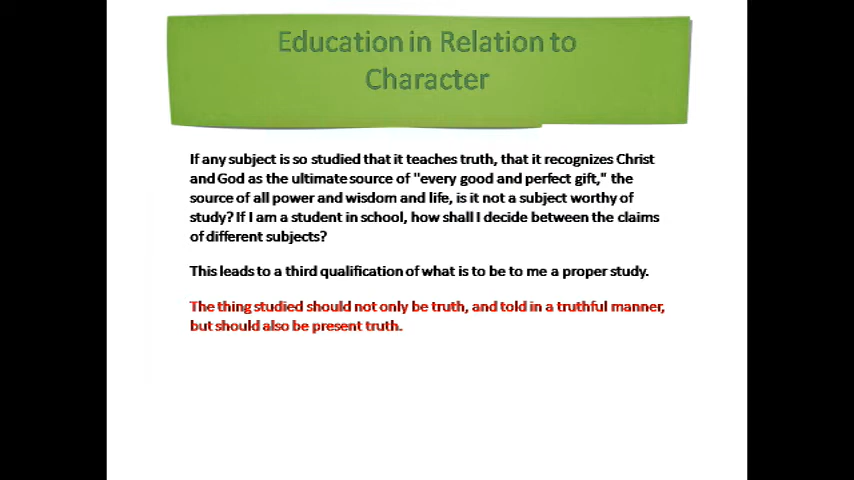 Education in Relation to
Character
If any subject is so studied that it teaches truth, that it recognizes Christ
and God as the ultimate source of "every good and perfect gift," the
source of all power and wisdom and life, is it not a subject worthy of
study? If I am a student in school, how shall I decide between the claims
of different subjects?
This leads to a third qualification of what is to be to me a proper study.
The thing studied should not only be truth, and told in a truthful manner,
but should also be present truth.